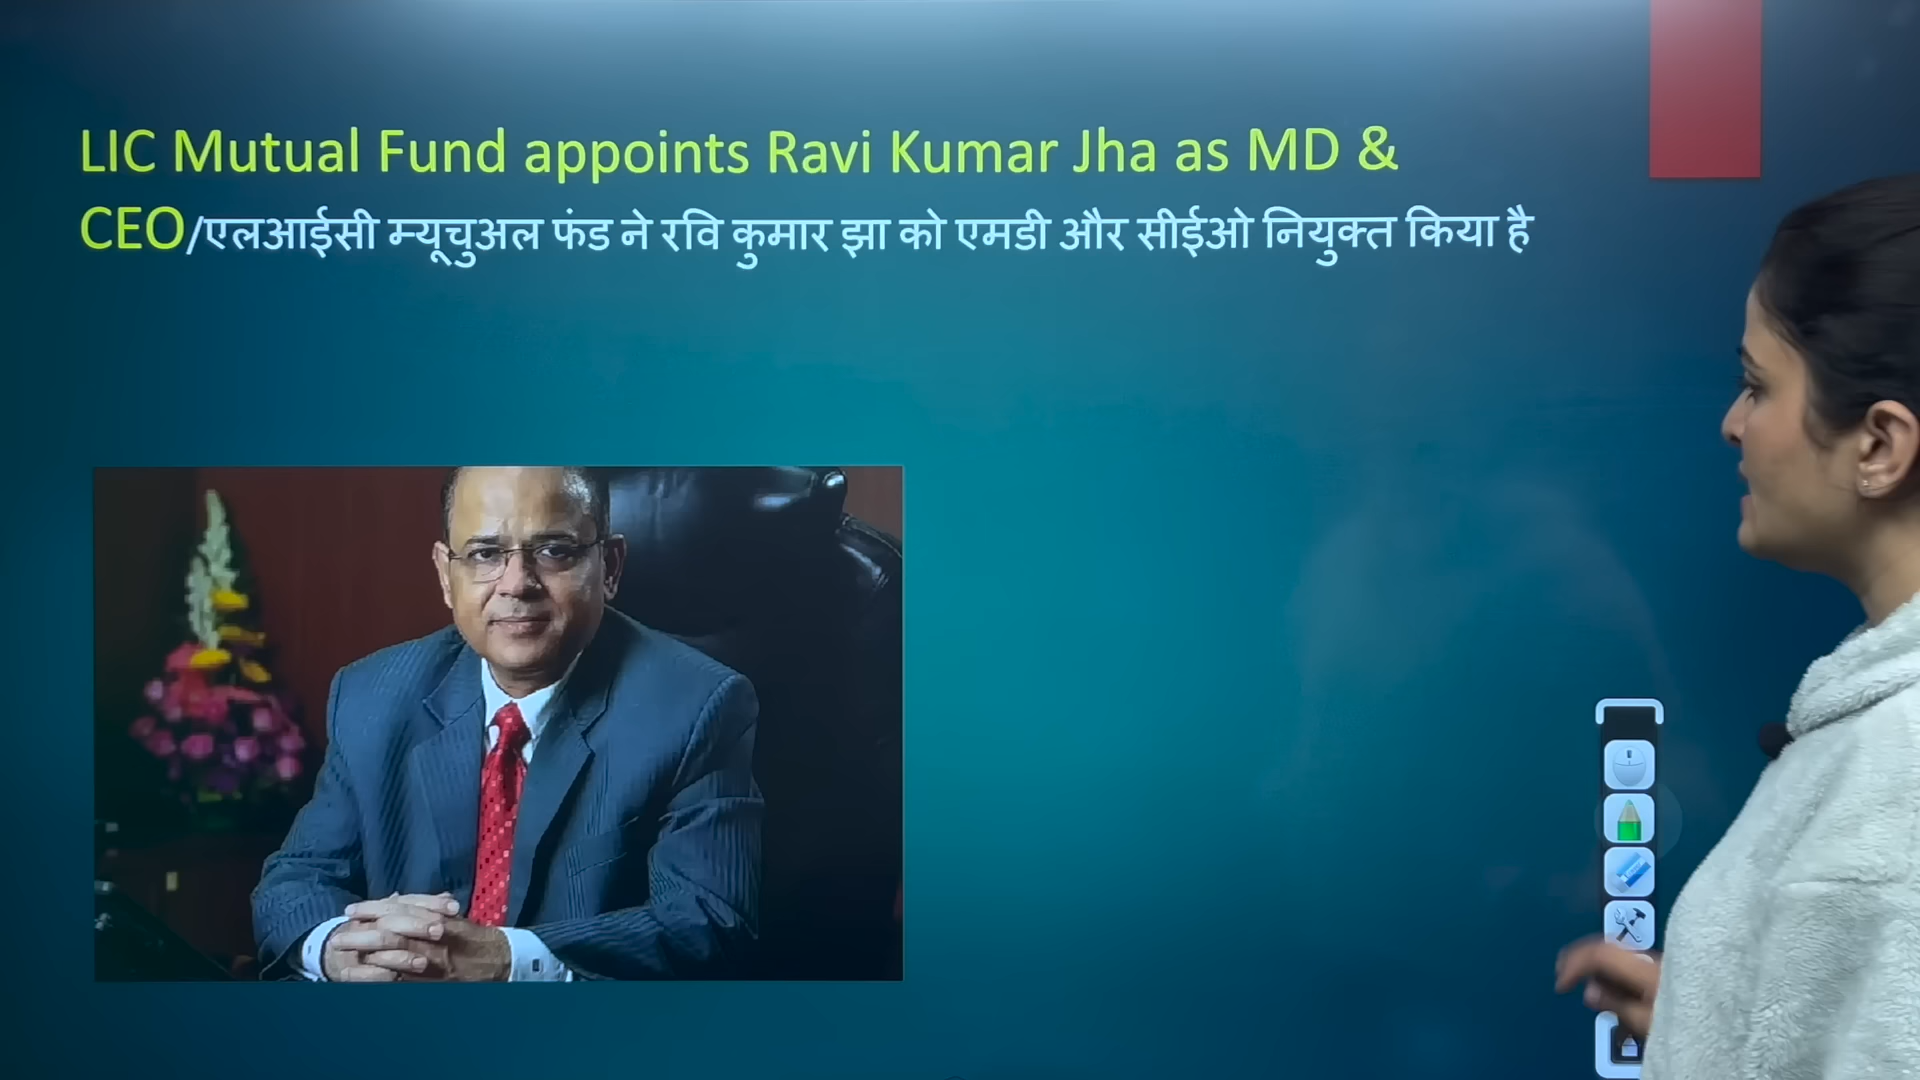 LIC Mutual Fund appoints Ravi Kumar Jha as MD &
CEO/एलआईसी म्यूचुअल फंड ने रवि कुमार झा को एमडी और सीईओ नियुक्त किया है